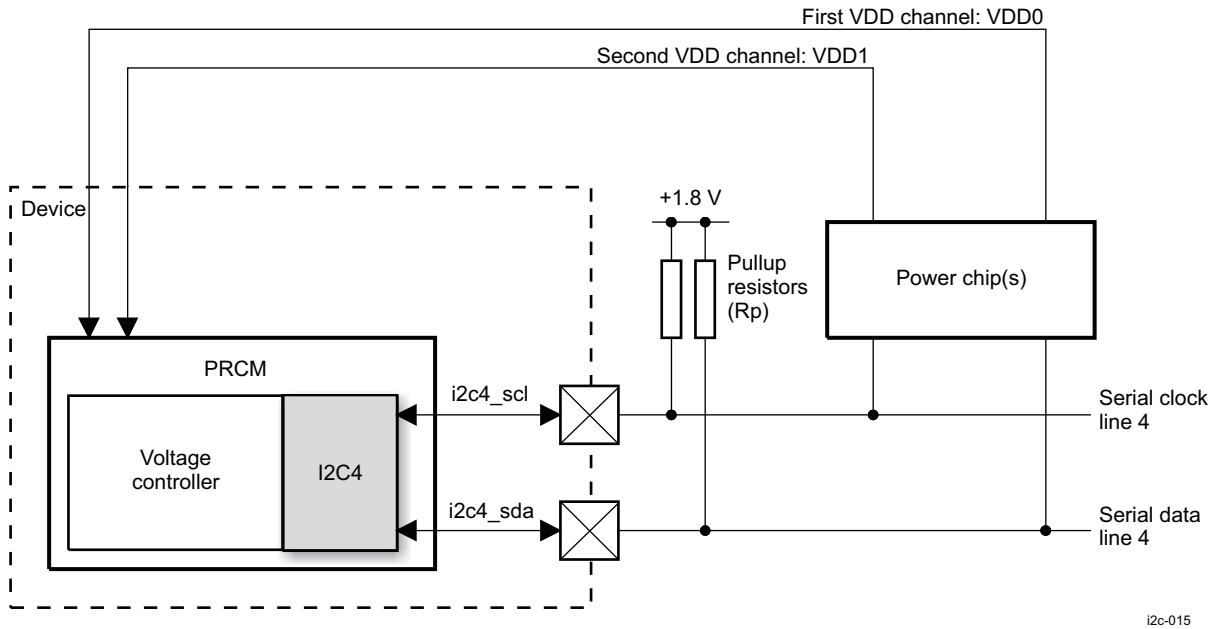 First VDD channel: VDD0
Second VDD channel: VDD1
Device
+1.8 V
Pullup
resistors
(Rp)
Power chip(s)
PRCM
Voltage
controller
I2C4
i2c4_scl
i2c4_sda
Serial clock
line 4
Serial data
line 4
i2c-015